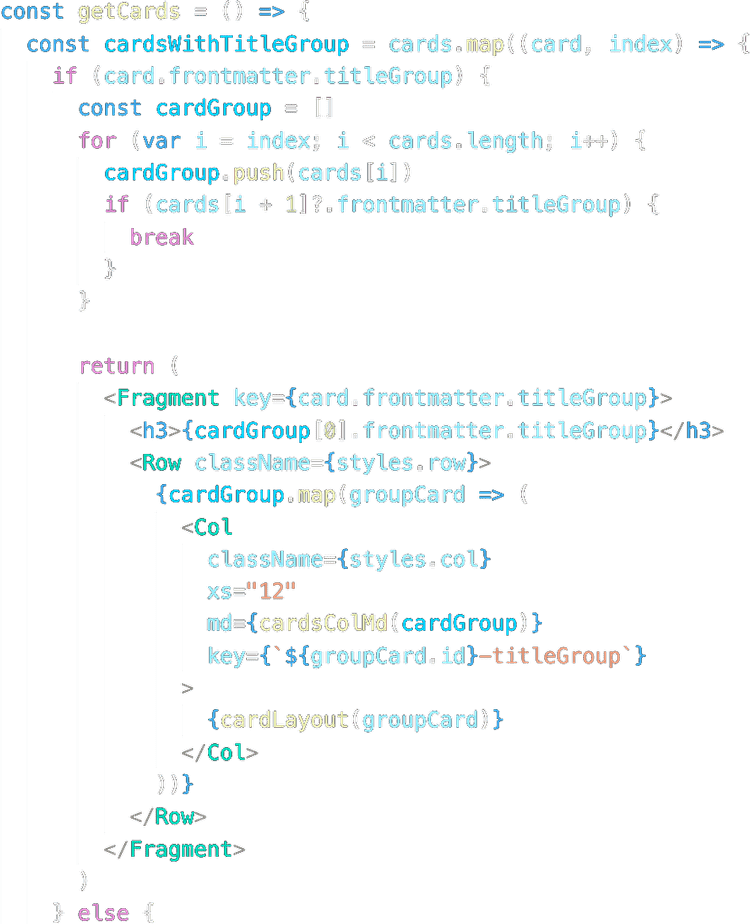 const getCards = () => {
  const cardsWithTitleGroup = cards.map((card, index) => {
    if (card.frontmatter.titleGroup) {
      const cardGroup = []
      for (var i = index; i < cards.length; i++) {
        cardGroup.push(cards[i])
        if (cards[i + 1]?.frontmatter.titleGroup) {
          break
        }
      }

      return (
        <Fragment key={card.frontmatter.titleGroup}>
          <h3>{cardGroup[0].frontmatter.titleGroup}</h3>
          <Row className={styles.row}>
            {cardGroup.map(groupCard => (
              <Col
                className={styles.col}
                xs="12"
                md={cardsColMd(cardGroup)}
                key={`${groupCard.id}-titleGroup`}
              >
                {cardLayout(groupCard)}
              </Col>
            ))}
          </Row>
        </Fragment>
      )
    } else {